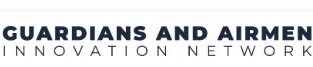 GUARDIANS AND AIRMEN
INNOVATION NETWORK